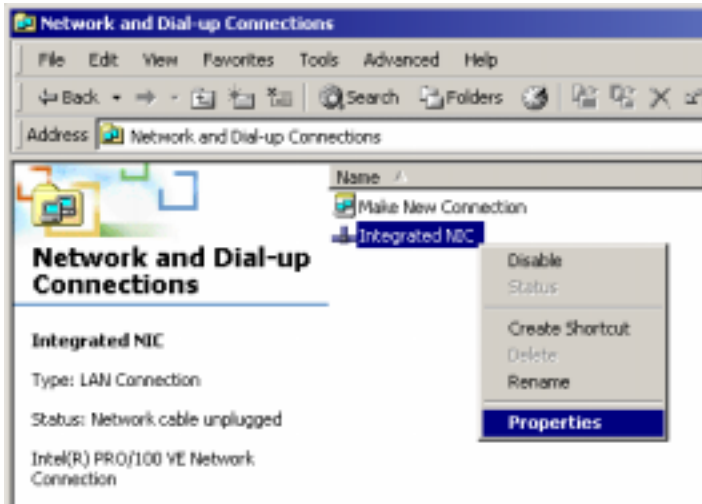 Network and Dial-up Connections
File Edit View Favorites Tools Advanced Help
Back Search Folders
Address Network and Dial-up Connections
Name
Make New Connection
Integrated NIC
Network and Dial-up
Connections
Disable
Status
Create Shortcut
Delete
Rename
Properties
Integrated NIC
Type: LAN Connection
Status: Network cable unplugged
Intel(R) PRO/100 VE Network
Connection